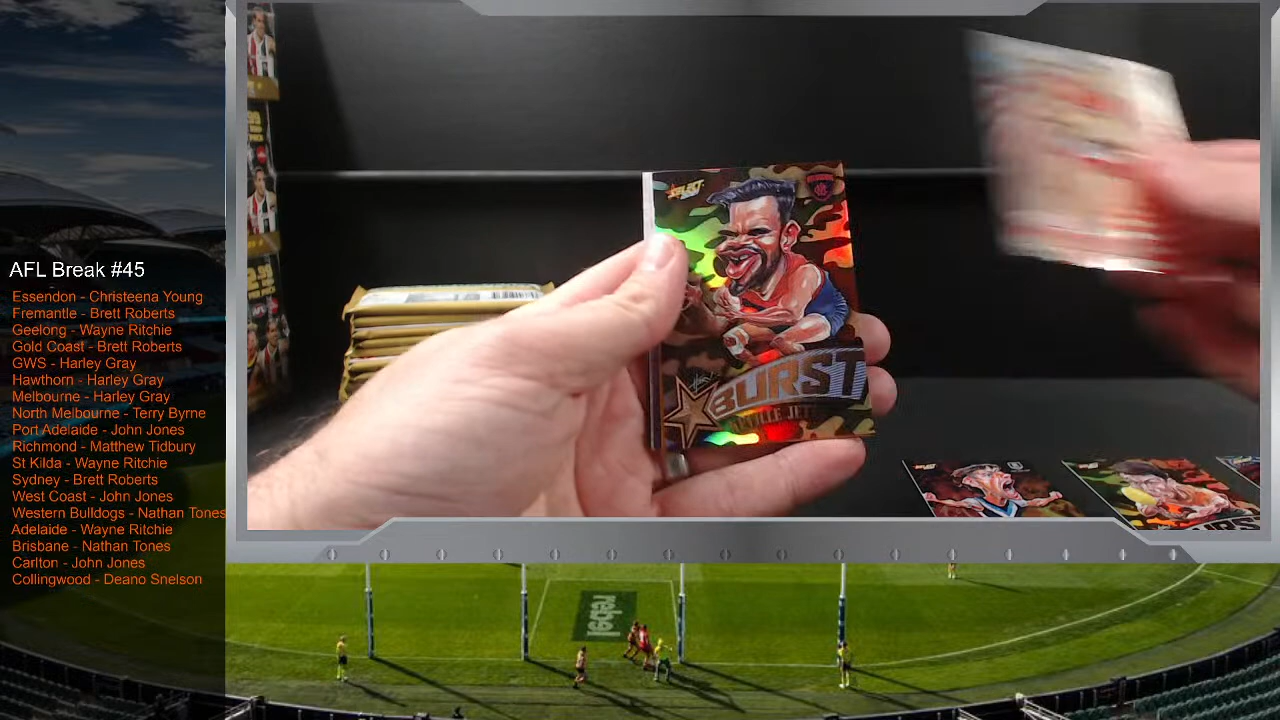 AFL Break #45
Essendon - Christeena Young
Fremantle - Brett Roberts
Geelong - Wayne Ritchie
Gold Coast - Brett Roberts
GWS - Harley Gray
Hawthorn - Harley Gray
Melbourne - Harley Gray
North Melbourne - Terry Byrne
Port Adelaide - John Jones
Richmond - Matthew Tidbury
St Kilda - Wayne Ritchie
Sydney - Brett Roberts
West Coast - John Jones
Western Bulldogs - Nathan Tones
Adelaide - Wayne Ritchie
Brisbane - Nathan Tones
Carlton - John Jones
Collingwood - Deano Snelson
SELECT
BURST
rebel